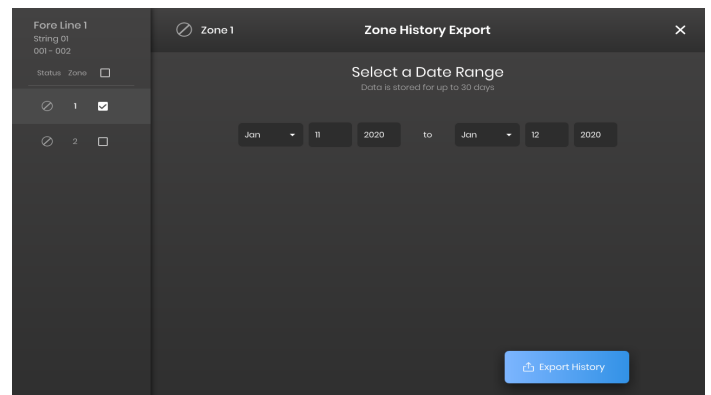 Fore Line 1
String 01
001 - 002
Status Zone
1
2
Zone 1
Zone History Export
Select a Date Range
Data is stored for up to 30 days
Jan 11 2020 to Jan 12 2020
Export History